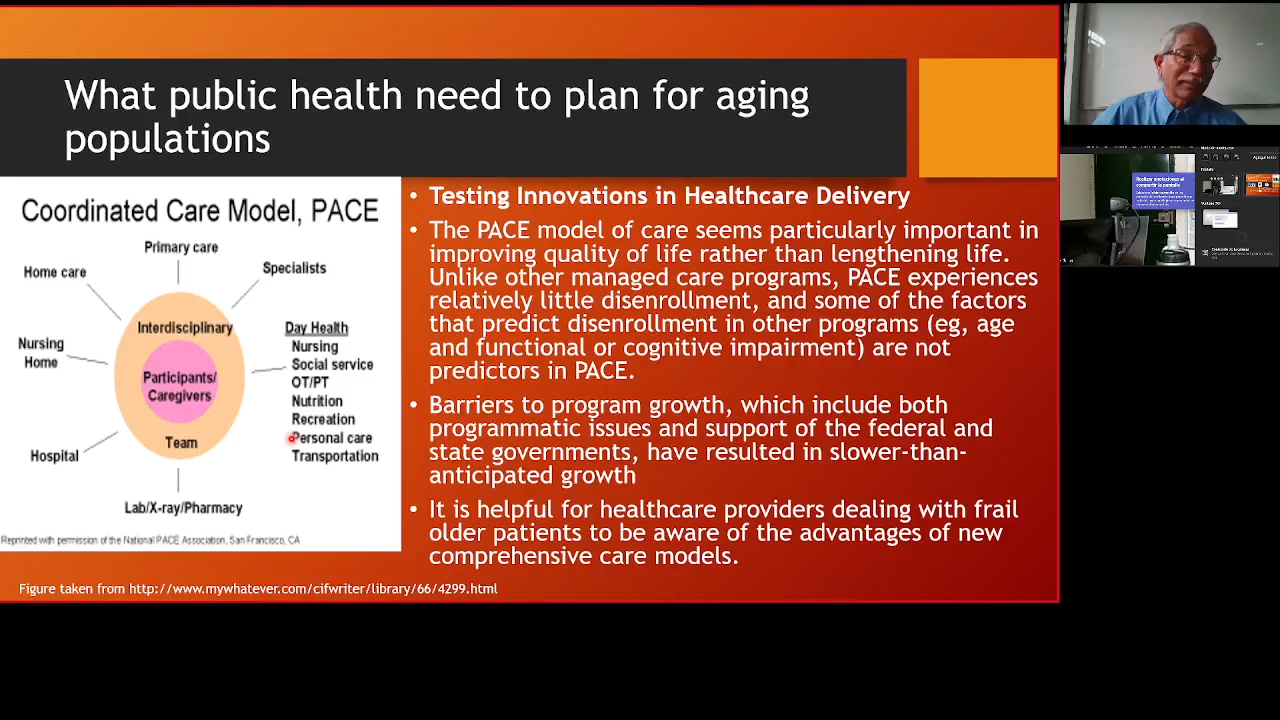 What public health need to plan for aging
populations
Coordinated Care Model, PACE
Primary care
Home care
Specialists
Interdisciplinary
Day Health
Nursing
Social service
OT/PT
Nutrition
Recreation
Personal care
Transportation
Nursing
Home
Participants/
Caregivers
Team
Hospital
Lab/X-ray/Pharmacy
Reprinted with permission of the National PACE Association, San Francisco, CA
• Testing Innovations in Healthcare Delivery
• The PACE model of care seems particularly important in
improving quality of life rather than lengthening life.
Unlike other managed care programs, PACE experiences
relatively little disenrollment, and some of the factors
that predict disenrollment in other programs (eg, age
and functional or cognitive impairment) are not
predictors in PACE.
• Barriers to program growth, which include both
programmatic issues and support of the federal and
state governments, have resulted in slower-than-
anticipated growth
• It is helpful for healthcare providers dealing with frail
older patients to be aware of the advantages of new
comprehensive care models.
Figure taken from http://www.mywhatever.com/cifwriter/library/66/4299.html
Realizar anotaciones al
compartir la pantalla